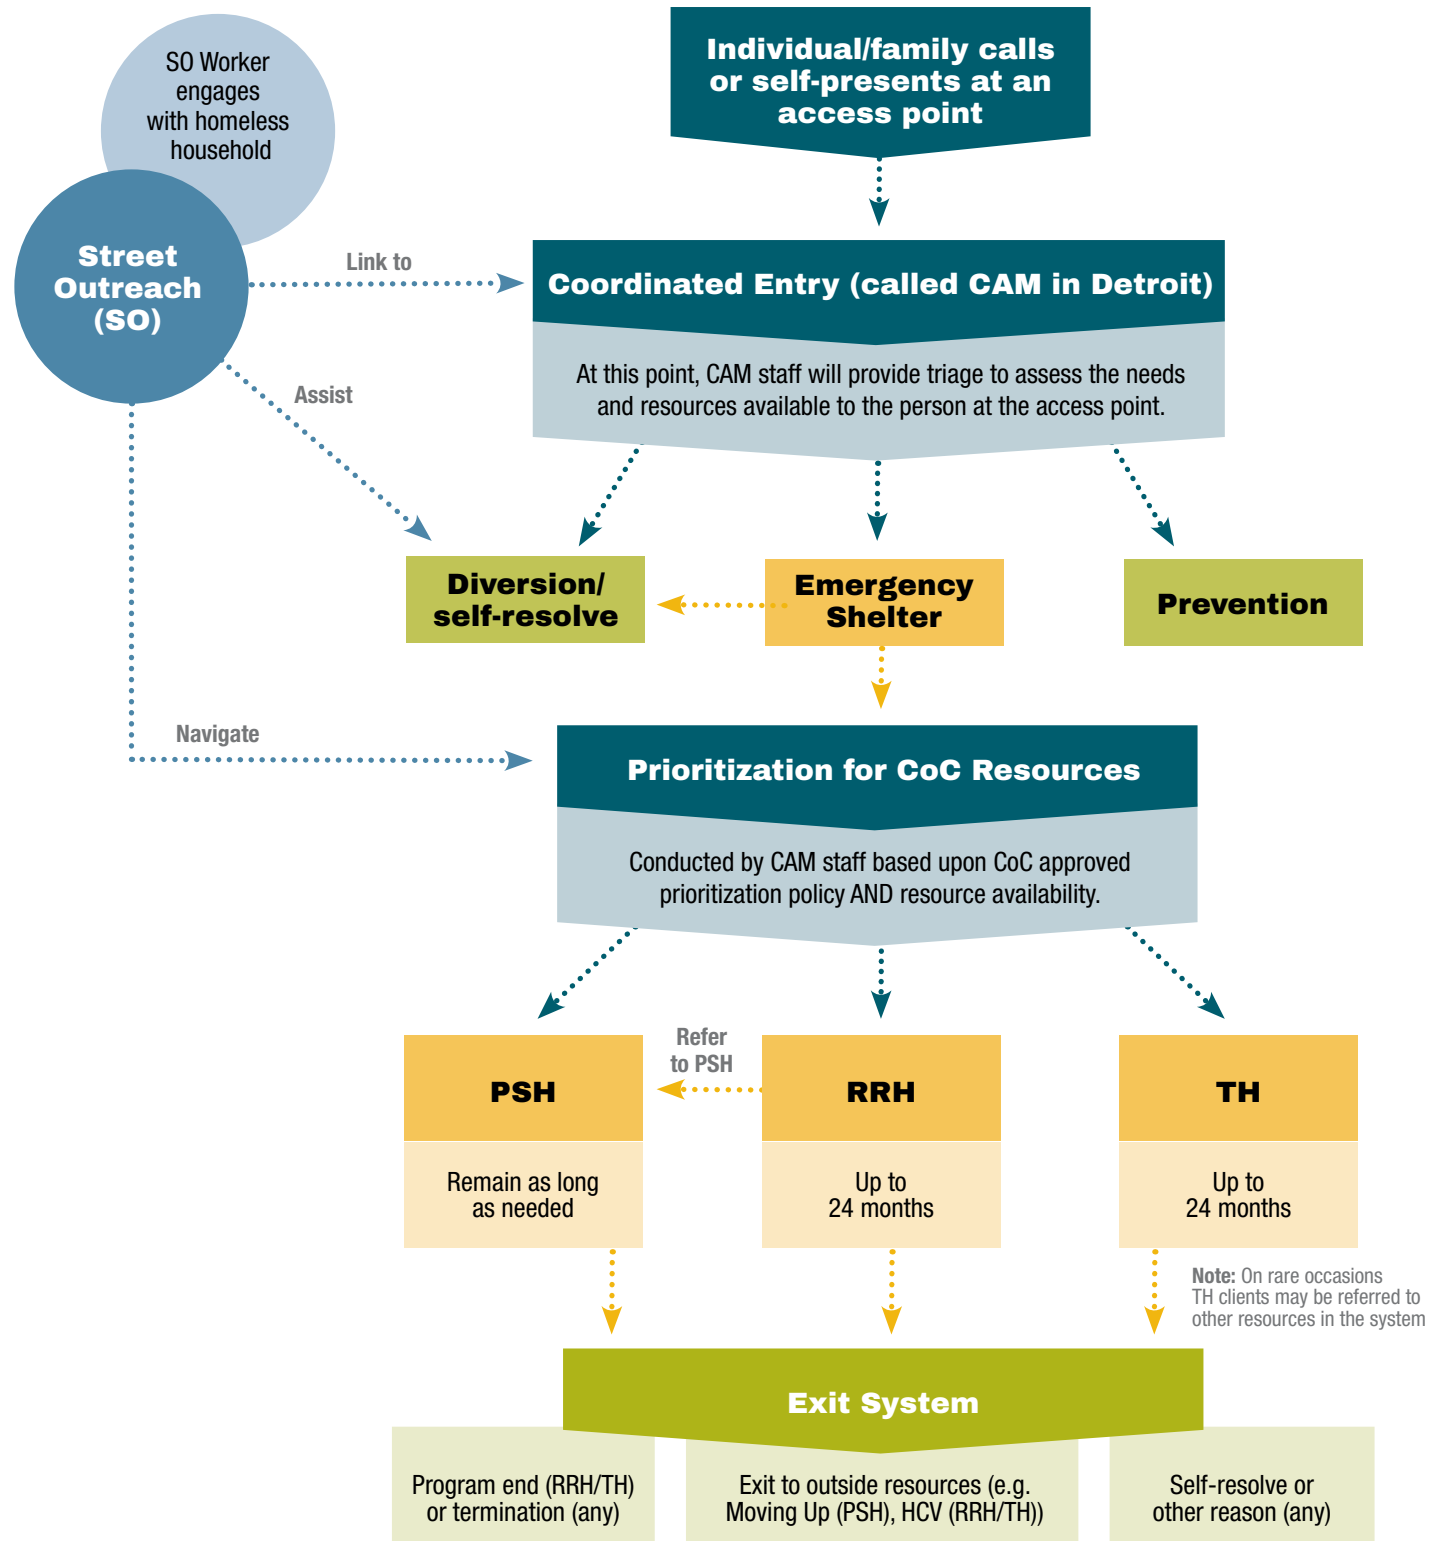 SO Worker
engages
with homeless
household
Street
Outreach
(SO)
Individual/family calls
or self-presents at an
access point
Link to
Coordinated Entry (called CAM in Detroit)
At this point, CAM staff will provide triage to assess the needs
and resources available to the person at the access point.
Assist
Diversion/
self-resolve
Emergency
Shelter
Prevention
Navigate
Prioritization for CoC Resources
Conducted by CAM staff based upon CoC approved
prioritization policy AND resource availability.
PSH
Refer
to PSH
RRH
TH
Remain as long
as needed
Up to
24 months
Up to
24 months
Note: On rare occasions
TH clients may be referred to
other resources in the system
Exit System
Program end (RRH/TH)
or termination (any)
Exit to outside resources (e.g.
Moving Up (PSH), HCV (RRH/TH))
Self-resolve or
other reason (any)